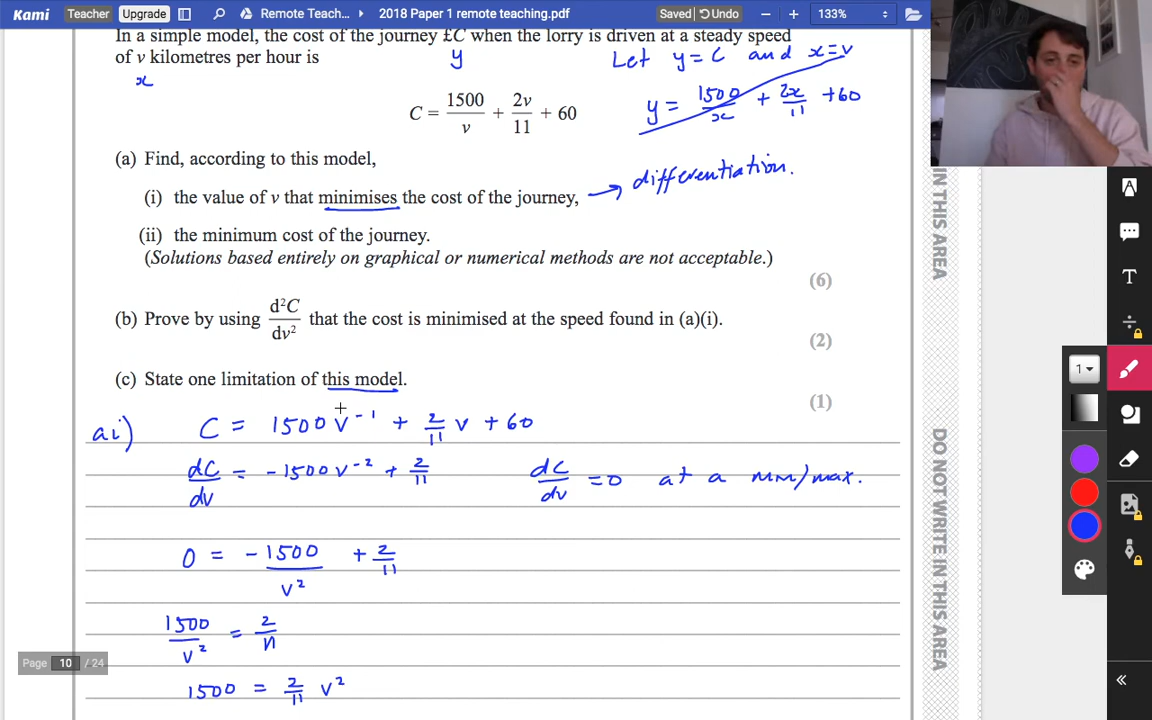 Kami Teacher Upgrade Remote Teach... > 2018 Paper 1 remote teaching.pdf Saved Undo − + 133%
In a simple model, the cost of the journey £C when the lorry is driven at a steady speed
of v kilometres per hour is
y
x
Let y = C and x = v
C = 1500/v + 2v/11 + 60
y = 1500/x + 2x/11 + 60
(a) Find, according to this model,
(i) the value of v that minimises the cost of the journey, → differentiation.
(ii) the minimum cost of the journey.
(Solutions based entirely on graphical or numerical methods are not acceptable.)
(6)
(b) Prove by using d²C/dv² that the cost is minimised at the speed found in (a)(i).
(2)
(c) State one limitation of this model.
(1)
ai) C = 1500 v⁻¹ + 2/11 v + 60
dC/dv = -1500 v⁻² + 2/11 dC/dv = 0 at a min/max.
0 = -1500/v² + 2/11
1500/v² = 2/11
1500 = 2/11 v²
Page 10 / 24
IN THIS AREA
DO NOT WRITE IN THIS AREA
T
1